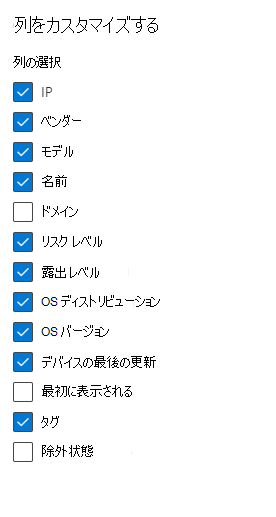 列をカスタマイズする
列の選択
IP
ベンダー
モデル
名前
ドメイン
リスク レベル
露出レベル
OS ディストリビューション
OS バージョン
デバイスの最後の更新
最初に表示される
タグ
除外状態